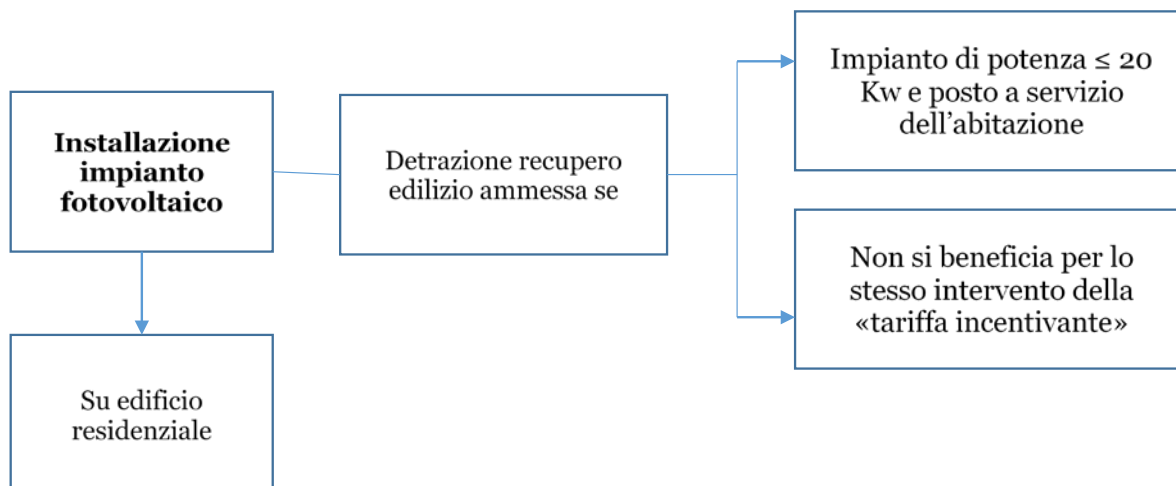 Installazione
impianto
fotovoltaico
Su edificio
residenziale
Detrazione recupero
edilizio ammessa se
Impianto di potenza ≤ 20
Kw e posto a servizio
dell'abitazione
Non si beneficia per lo
stesso intervento della
«tariffa incentivante»